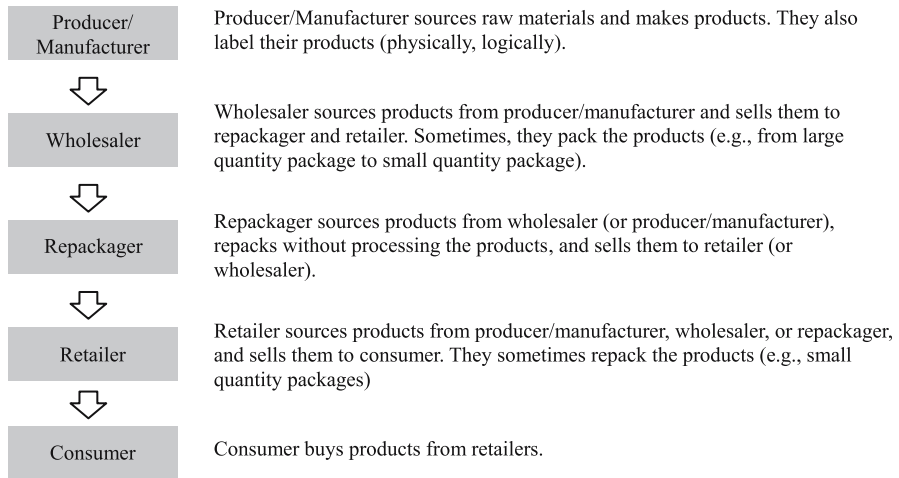 Producer/
Manufacturer
Producer/Manufacturer sources raw materials and makes products. They also
label their products (physically, logically).
Wholesaler
Wholesaler sources products from producer/manufacturer and sells them to
repackager and retailer. Sometimes, they pack the products (e.g., from large
quantity package to small quantity package).
Repackager
Repackager sources products from wholesaler (or producer/manufacturer),
repacks without processing the products, and sells them to retailer (or
wholesaler).
Retailer
Retailer sources products from producer/manufacturer, wholesaler, or repackager,
and sells them to consumer. They sometimes repack the products (e.g., small
quantity packages)
Consumer
Consumer buys products from retailers.